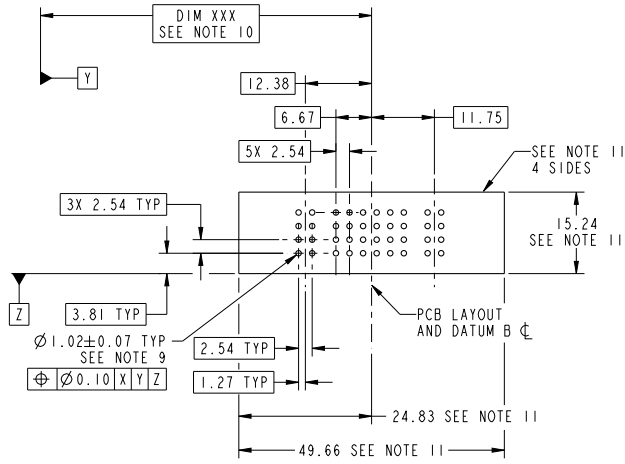 DIM XXX
SEE NOTE 10
Y
12.38
6.67
11.75
5X 2.54
SEE NOTE 11
4 SIDES
3X 2.54 TYP
15.24
SEE NOTE 11
Z
3.81 TYP
PCB LAYOUT
AND DATUM B ℄
Ø1.02±0.07 TYP
SEE NOTE 9
2.54 TYP
⌖ Ø0.10 X Y Z
1.27 TYP
24.83 SEE NOTE 11
49.66 SEE NOTE 11